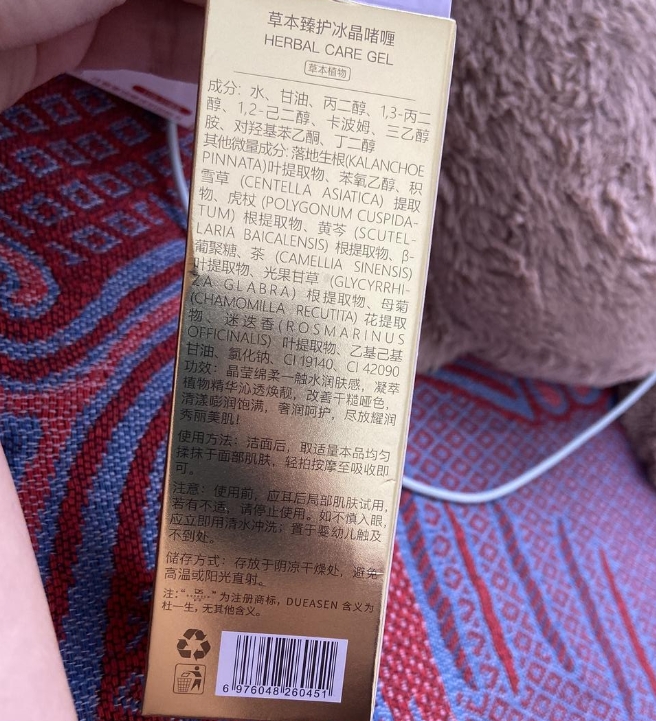 草本臻护冰晶啫喱
HERBAL CARE GEL
草本植物
成分：水、甘油、丙二醇、1,3-丙二
醇、1,2-己二醇、卡波姆、三乙醇
胺、对羟基苯乙酮、丁二醇
其他微量成分：落地生根(KALANCHOE
PINNATA)叶提取物、苯氧乙醇、积
雪草 (CENTELLA ASIATICA) 提取
物、虎杖 (POLYGONUM CUSPIDA-
TUM) 根提取物、黄芩 (SCUTEL-
LARIA BAICALENSIS) 根提取物、β-
葡聚糖、茶 (CAMELLIA SINENSIS)
叶提取物、光果甘草 (GLYCYRRHI-
ZA GLABRA) 根提取物、母菊
(CHAMOMILLA RECUTITA) 花提取
物、迷迭香(ROSMARINUS
OFFICINALIS) 叶提取物、乙基己基
甘油、氯化钠、CI 19140、CI 42090
功效：晶莹绵柔一触水润肤感，凝萃
植物精华沁透焕靓，改善干糙哑色，
清漾膨润饱满，奢润呵护，尽放耀润
秀丽美肌！
使用方法：洁面后，取适量本品均匀
揉抹于面部肌肤，轻拍按摩至吸收即
可。
注意：使用前，应耳后局部肌肤试用，
若有不适，请停止使用。如不慎入眼，
应立即用清水冲洗，置于婴幼儿触及
不到处。
储存方式：存放于阴凉干燥处，避免
高温或阳光直射。
注：“ ”为注册商标，DUEASEN 含义为
杜一生，无其他含义。
6 976048 260451